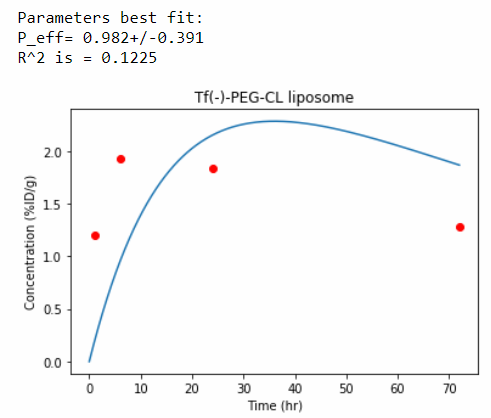 Parameters best fit:
P_eff= 0.982+/-0.391
R^2 is = 0.1225
Tf(-)-PEG-CL liposome
Concentration (%ID/g)
2.0
1.5
1.0
0.5
0.0
0 10 20 30 40 50 60 70
Time (hr)